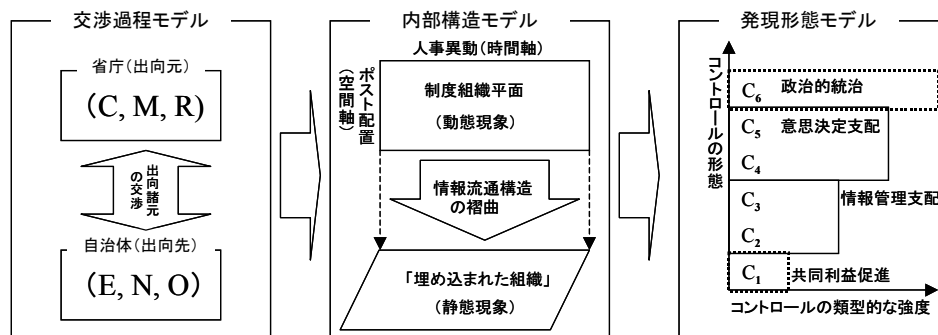 交渉過程モデル
省庁(出向元)
(C, M, R)
出向諸元
の交渉
自治体(出向先)
(E, N, O)
内部構造モデル
人事異動(時間軸)
ポスト配置
(空間軸)
制度組織平面
(動態現象)
情報流通構造
の褶曲
「埋め込まれた組織」
(静態現象)
発現形態モデル
コントロールの形態
C6 政治的統治
C5 意思決定支配
C4
C3 情報管理支配
C2
C1 共同利益促進
コントロールの類型的な強度